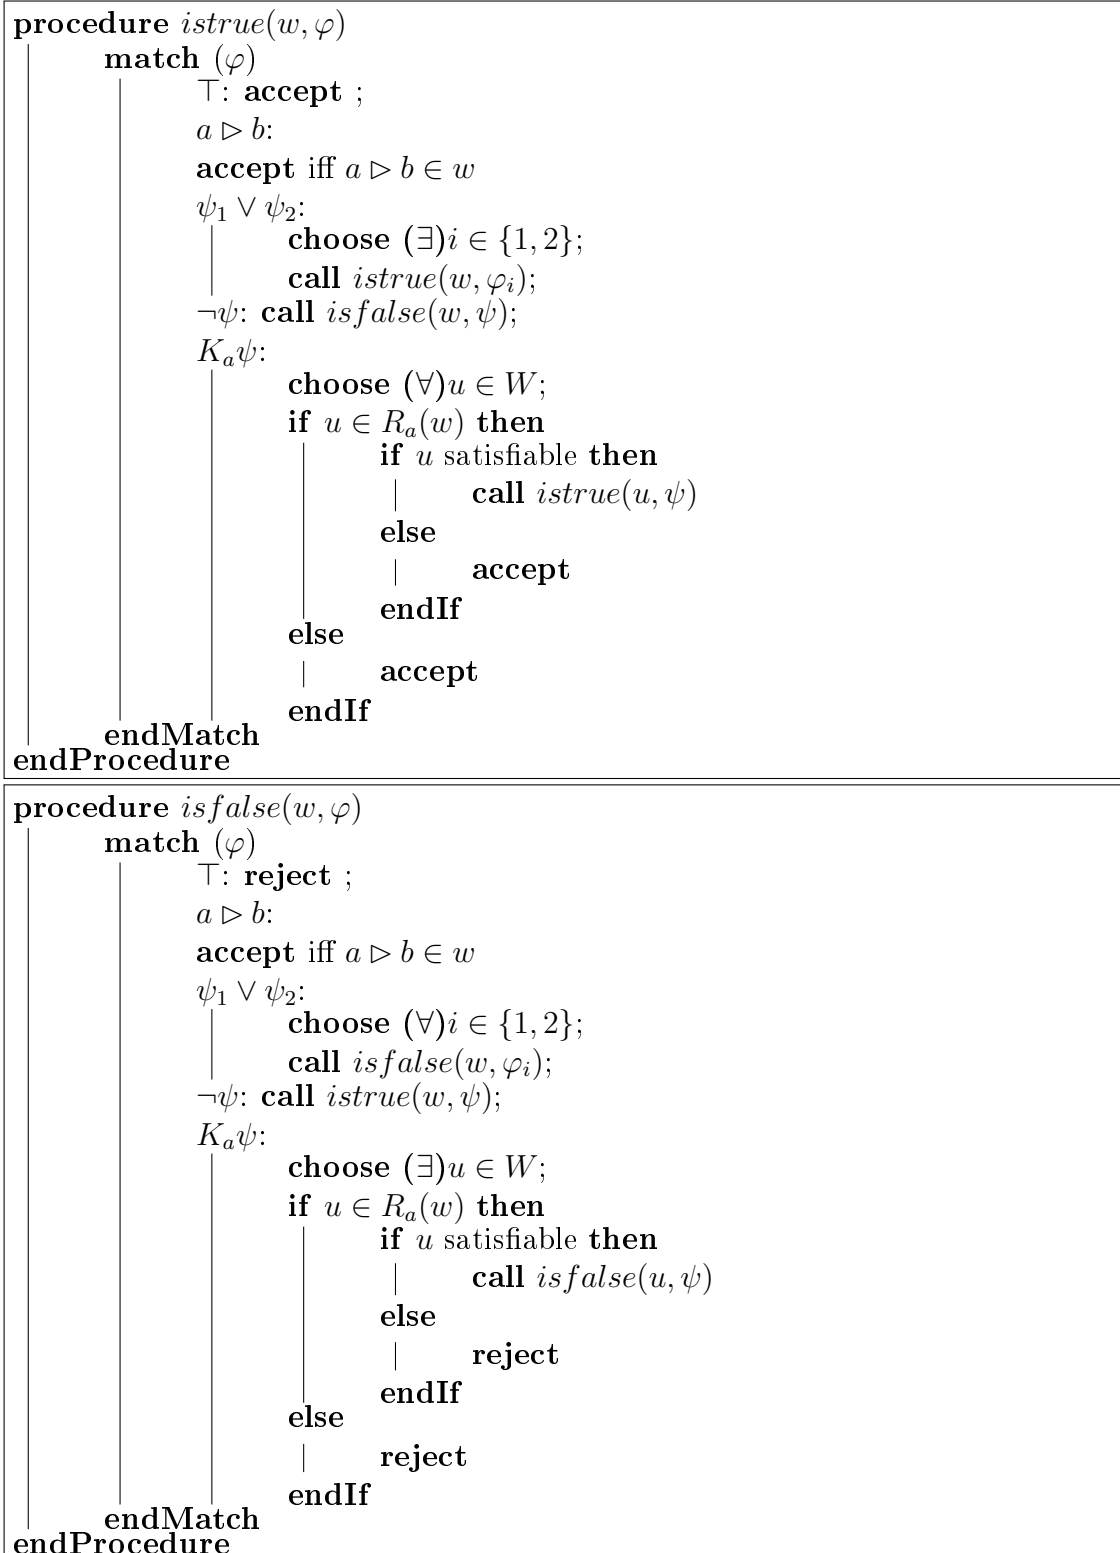 procedure istrue(w, φ)
match (φ)
⊤: accept ;
a ▷ b:
accept iff a ▷ b ∈ w
ψ₁ ∨ ψ₂:
choose (∃)i ∈ {1, 2};
call istrue(w, φᵢ);
¬ψ: call isfalse(w, ψ);
Kₐψ:
choose (∀)u ∈ W;
if u ∈ Rₐ(w) then
if u satisfiable then
call istrue(u, ψ)
else
accept
endIf
else
accept
endIf
endMatch
endProcedure
procedure isfalse(w, φ)
match (φ)
⊤: reject ;
a ▷ b:
accept iff a ▷ b ∈ w
ψ₁ ∨ ψ₂:
choose (∀)i ∈ {1, 2};
call isfalse(w, φᵢ);
¬ψ: call istrue(w, ψ);
Kₐψ:
choose (∃)u ∈ W;
if u ∈ Rₐ(w) then
if u satisfiable then
call isfalse(u, ψ)
else
reject
endIf
else
reject
endIf
endMatch
endProcedure